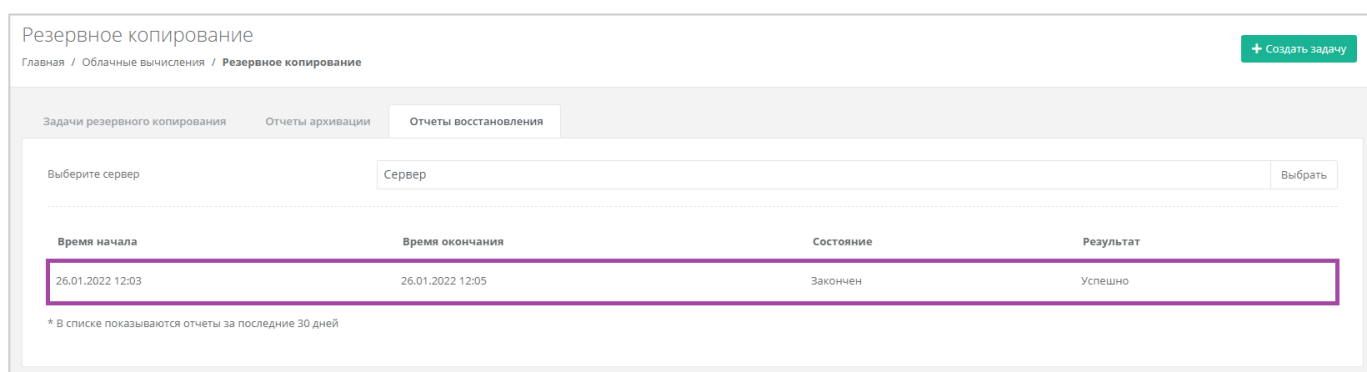 Резервное копирование
+ Создать задачу
Главная / Облачные вычисления / Резервное копирование
Задачи резервного копирования Отчеты архивации Отчеты восстановления
Выберите сервер Сервер Выбрать
Время начала Время окончания Состояние Результат
26.01.2022 12:03 26.01.2022 12:05 Закончен Успешно
* В списке показываются отчеты за последние 30 дней